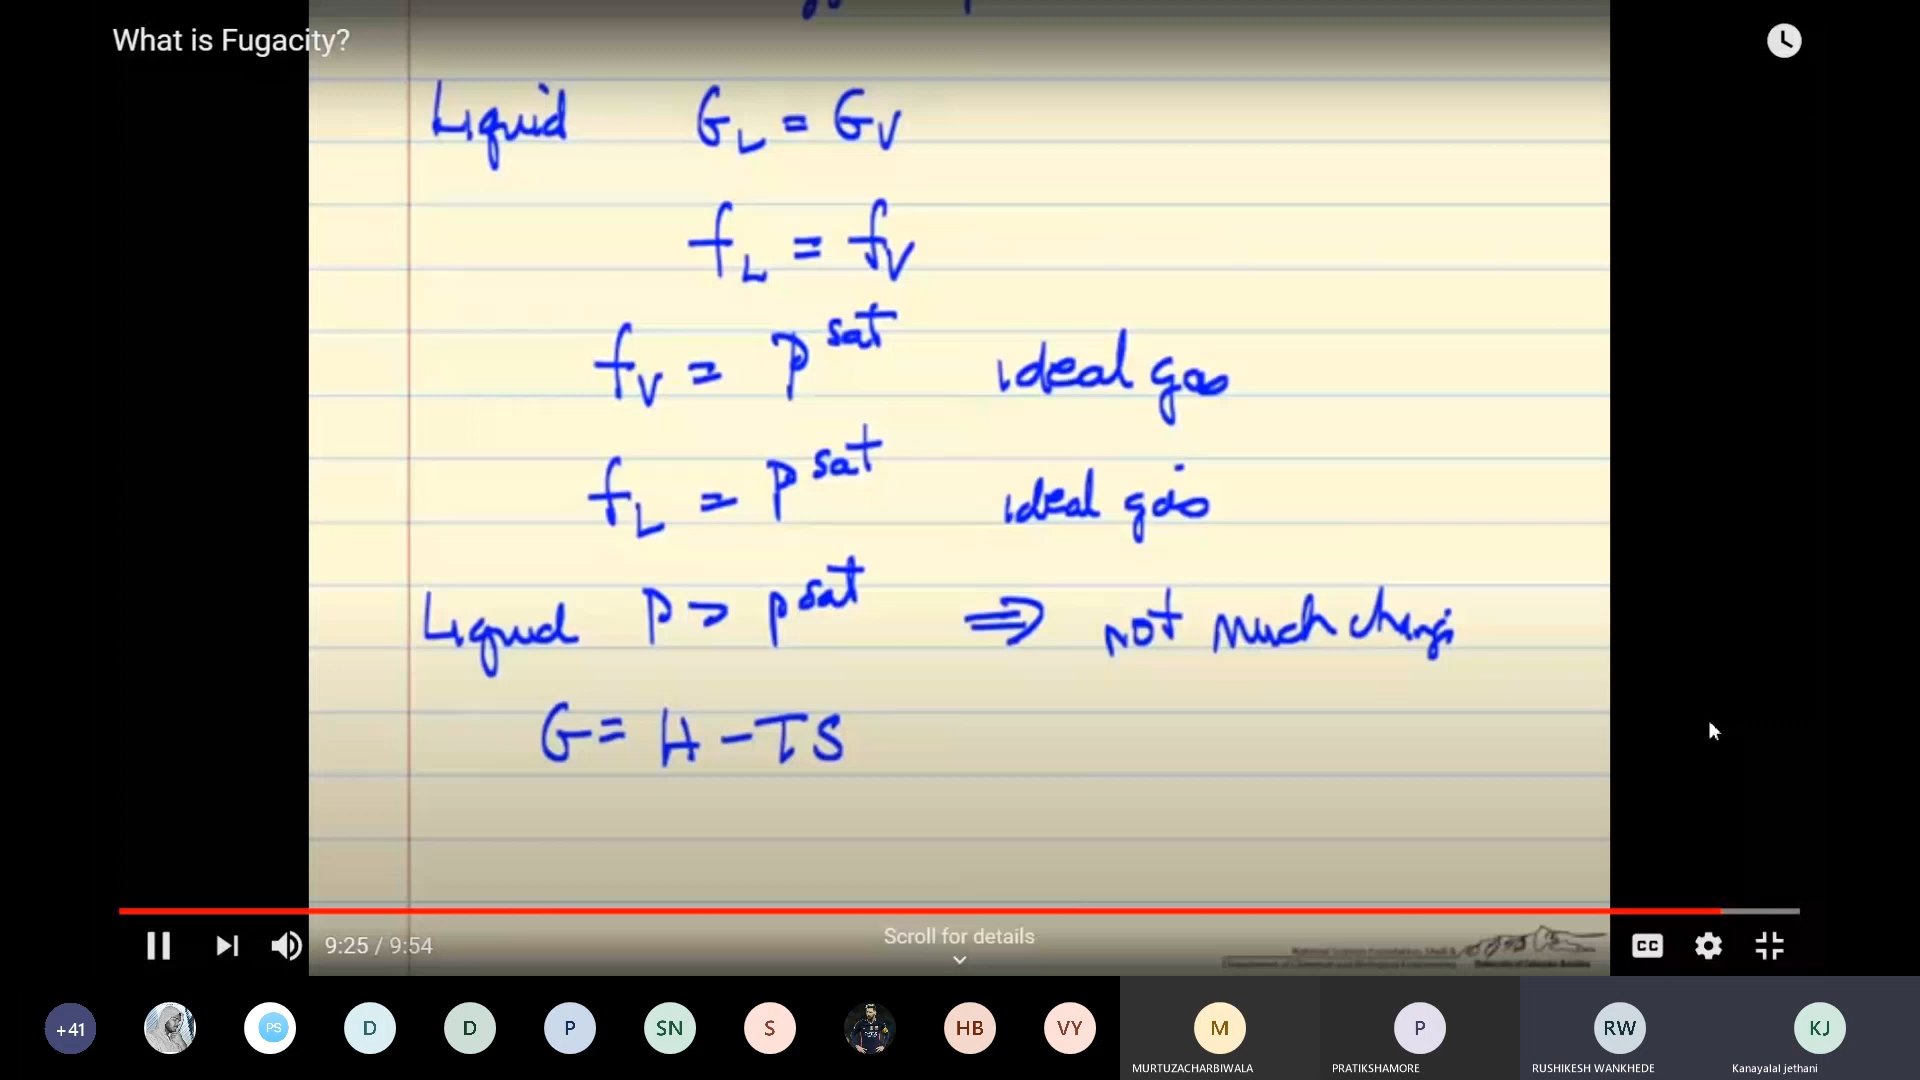 What is Fugacity?
Liquid G_L = G_V
f_L = f_V
f_V = P^sat ideal gas
f_L = P^sat ideal gas
Liquid P > P^sat ⇒ not much change
G = H - TS
9:25 / 9:54
Scroll for details
CC
+41
PS
D
D
P
SN
S
HB
VY
M
P
RW
KJ
MURTUZACHARBIWALA
PRATIKSHAMORE
RUSHIKESH WANKHEDE
Kanayalal jethani